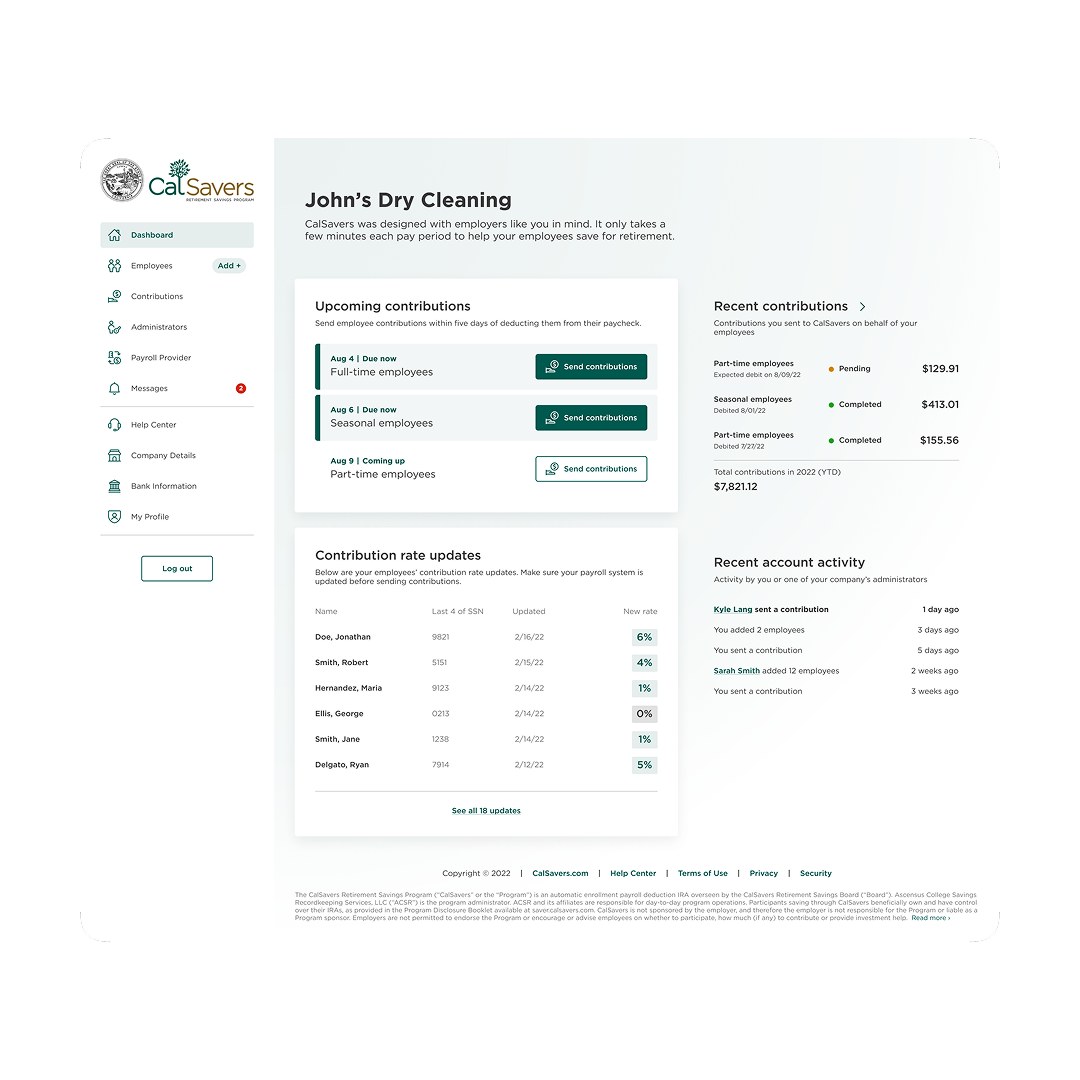 CalSavers
RETIREMENT SAVINGS PROGRAM
Dashboard
Employees Add +
Contributions
Administrators
Payroll Provider
Messages 2
Help Center
Company Details
Bank Information
My Profile
Log out
John’s Dry Cleaning
CalSavers was designed with employers like you in mind. It only takes a
few minutes each pay period to help your employees save for retirement.
Upcoming contributions
Send employee contributions within five days of deducting them from their paycheck.
Aug 4 | Due now
Full-time employees
Send contributions
Aug 6 | Due now
Seasonal employees
Send contributions
Aug 9 | Coming up
Part-time employees
Send contributions
Contribution rate updates
Below are your employees’ contribution rate updates. Make sure your payroll system is
updated before sending contributions.
Name Last 4 of SSN Updated New rate
Doe, Jonathan 9821 2/16/22 6%
Smith, Robert 5151 2/15/22 4%
Hernandez, Maria 9123 2/14/22 1%
Ellis, George 0213 2/14/22 0%
Smith, Jane 1238 2/14/22 1%
Delgato, Ryan 7914 2/12/22 5%
See all 18 updates
Recent contributions
Contributions you sent to CalSavers on behalf of your
employees
Part-time employees
Expected debit on 8/09/22
Pending $129.91
Seasonal employees
Debited 8/01/22
Completed $413.01
Part-time employees
Debited 7/27/22
Completed $155.56
Total contributions in 2022 (YTD)
$7,821.12
Recent account activity
Activity by you or one of your company’s administrators
Kyle Lang sent a contribution 1 day ago
You added 2 employees 3 days ago
You sent a contribution 5 days ago
Sarah Smith added 12 employees 2 weeks ago
You sent a contribution 3 weeks ago
Copyright © 2022 | CalSavers.com | Help Center | Terms of Use | Privacy | Security
The CalSavers Retirement Savings Program (“CalSavers” or the “Program”) is an automatic enrollment payroll deduction IRA overseen by the CalSavers Retirement Savings Board (“Board”). Ascensus College Savings
Recordkeeping Services, LLC (“ACSR”) is the program administrator. ACSR and its affiliates are responsible for day-to-day program operations. Participants saving through CalSavers beneficially own and have control
over their IRAs, as provided in the Program Disclosure Booklet available at saver.calsavers.com. CalSavers is not sponsored by the employer, and therefore the employer is not responsible for the Program or liable as a
Program sponsor. Employers are not permitted to endorse the Program or encourage or advise employees on whether to participate, how much (if any) to contribute or provide investment help. Read more ›